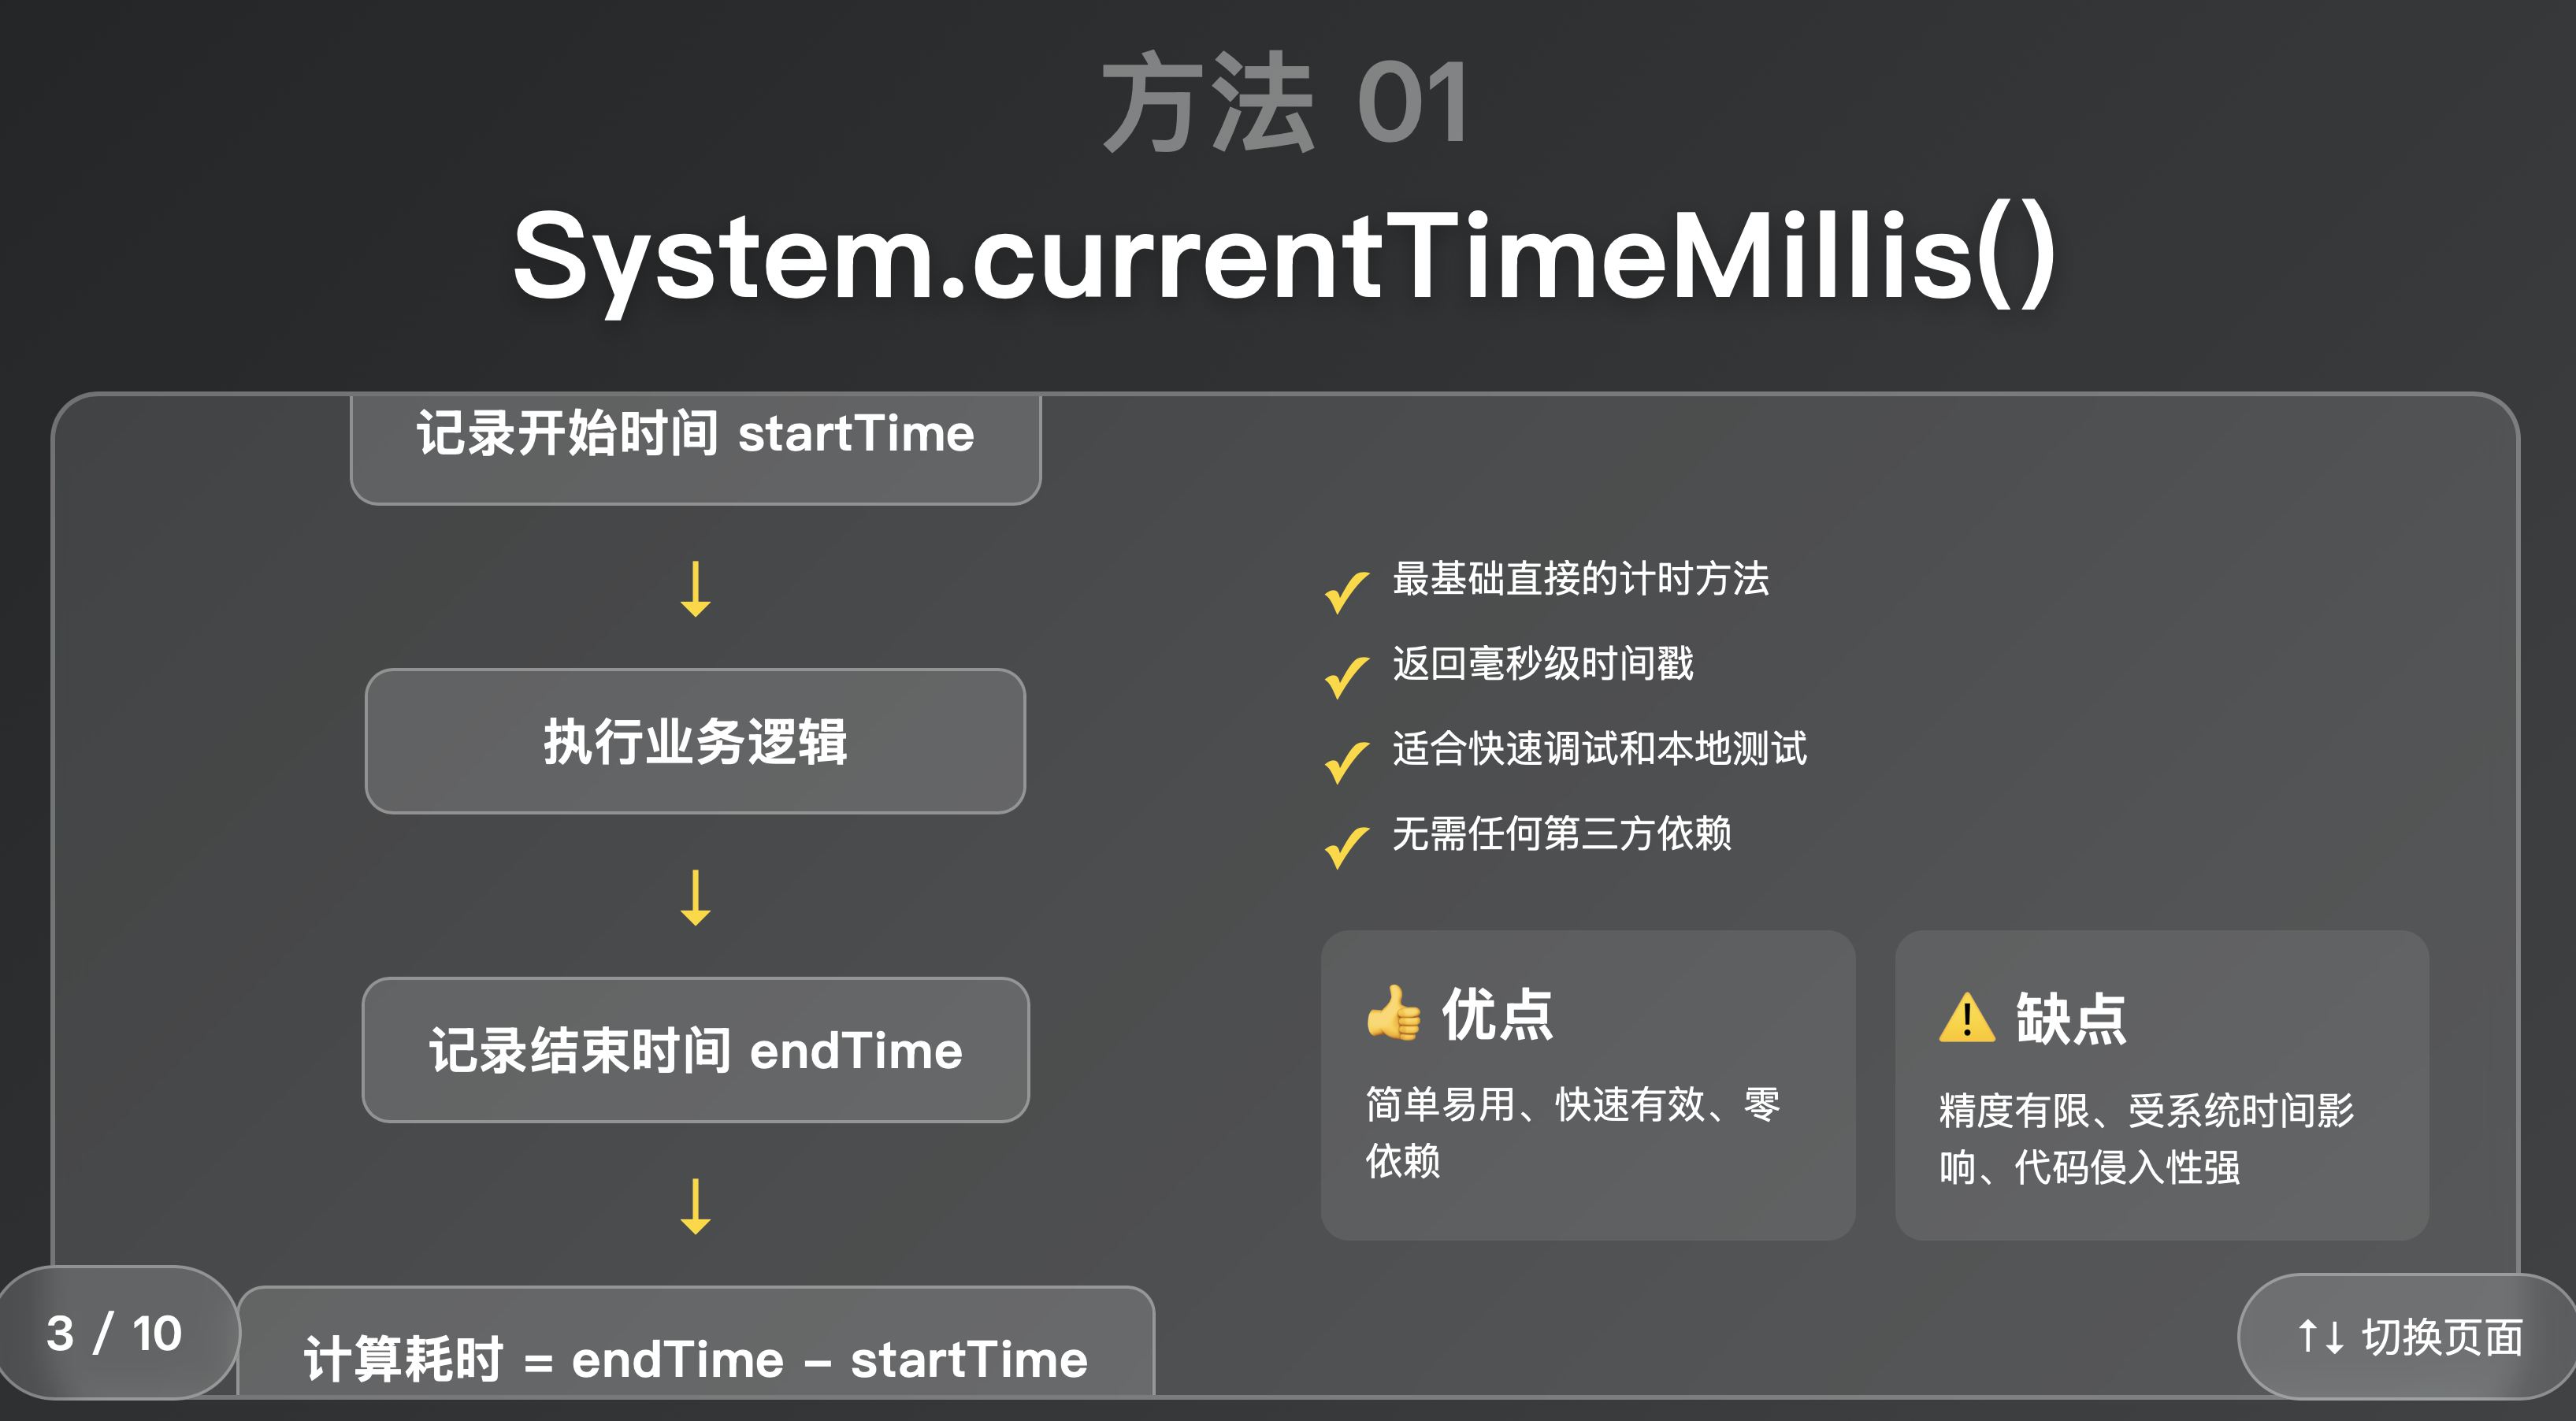 方法 01
System.currentTimeMillis()
记录开始时间 startTime
↓
执行业务逻辑
↓
记录结束时间 endTime
↓
计算耗时 = endTime – startTime
✓ 最基础直接的计时方法
✓ 返回毫秒级时间戳
✓ 适合快速调试和本地测试
✓ 无需任何第三方依赖
👍 优点
简单易用、快速有效、零
依赖
⚠️ 缺点
精度有限、受系统时间影
响、代码侵入性强
3 / 10
↑↓ 切换页面